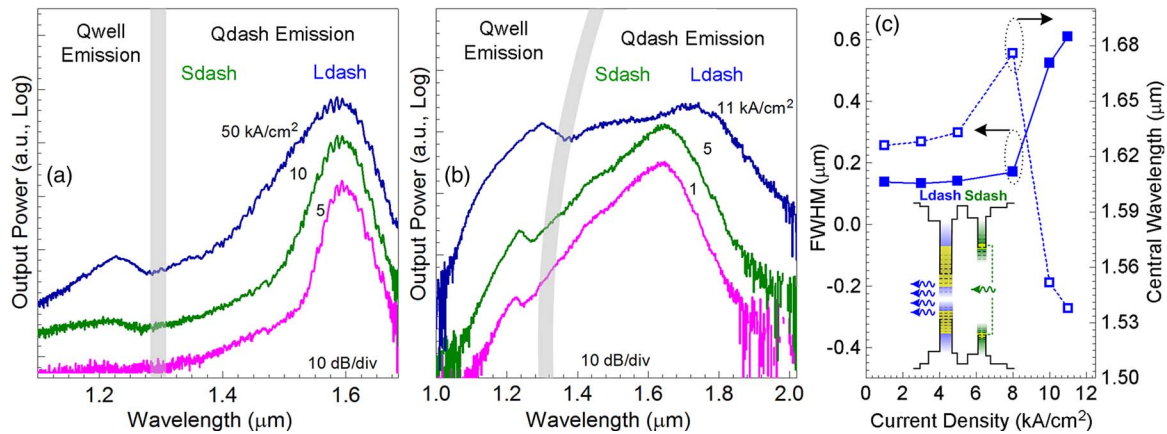 Qwell
Emission
Qdash Emission
Sdash
Ldash
50 kA/cm²
10
5
(a)
10 dB/div
Output Power (a.u., Log)
1.2
1.4
1.6
Wavelength (μm)
Qwell
Emission
Qdash Emission
Sdash
Ldash
11 kA/cm²
5
1
(b)
10 dB/div
Output Power (a.u., Log)
1.0
1.2
1.4
1.6
1.8
2.0
Wavelength (μm)
(c)
FWHM (μm)
0.6
0.4
0.2
0.0
-0.2
-0.4
Ldash Sdash
0
2
4
6
8
10
12
Current Density (kA/cm²)
1.68
1.65
1.62
1.59
1.56
1.53
1.50
Central Wavelength (μm)